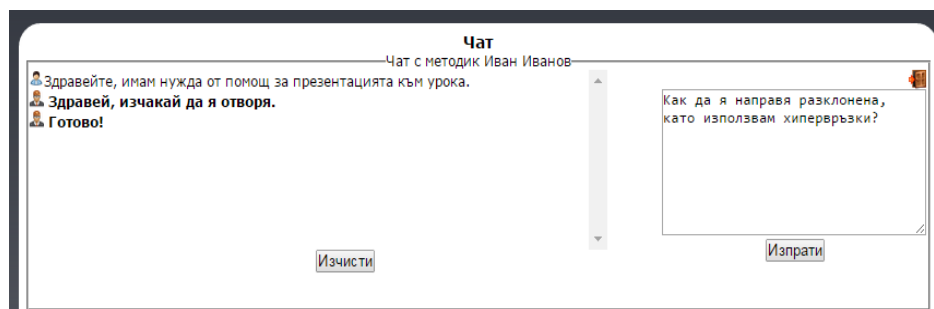 Чат
Чат с методик Иван Иванов
Здравейте, имам нужда от помощ за презентацията към урока.
Здравей, изчакай да я отворя.
Готово!
Изчисти
Как да я направя разклонена,
като използвам хипервръзки?
Изпрати